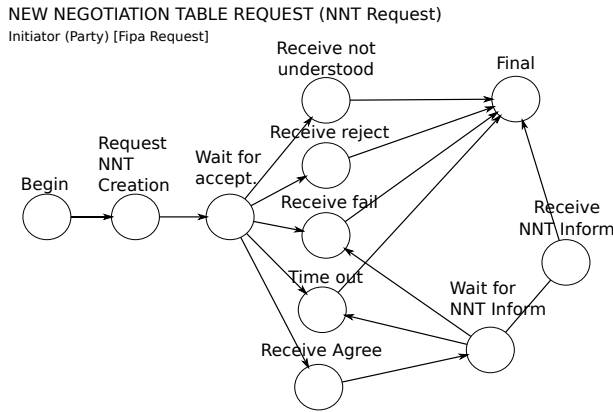 NEW NEGOTIATION TABLE REQUEST (NNT Request)
Initiator (Party) [Fipa Request]
Receive not
understood
Final
Request
NNT
Creation
Receive reject
Wait for
accept.
Begin
Receive fail
Receive
NNT Inform
Time out
Wait for
NNT Inform
Receive Agree